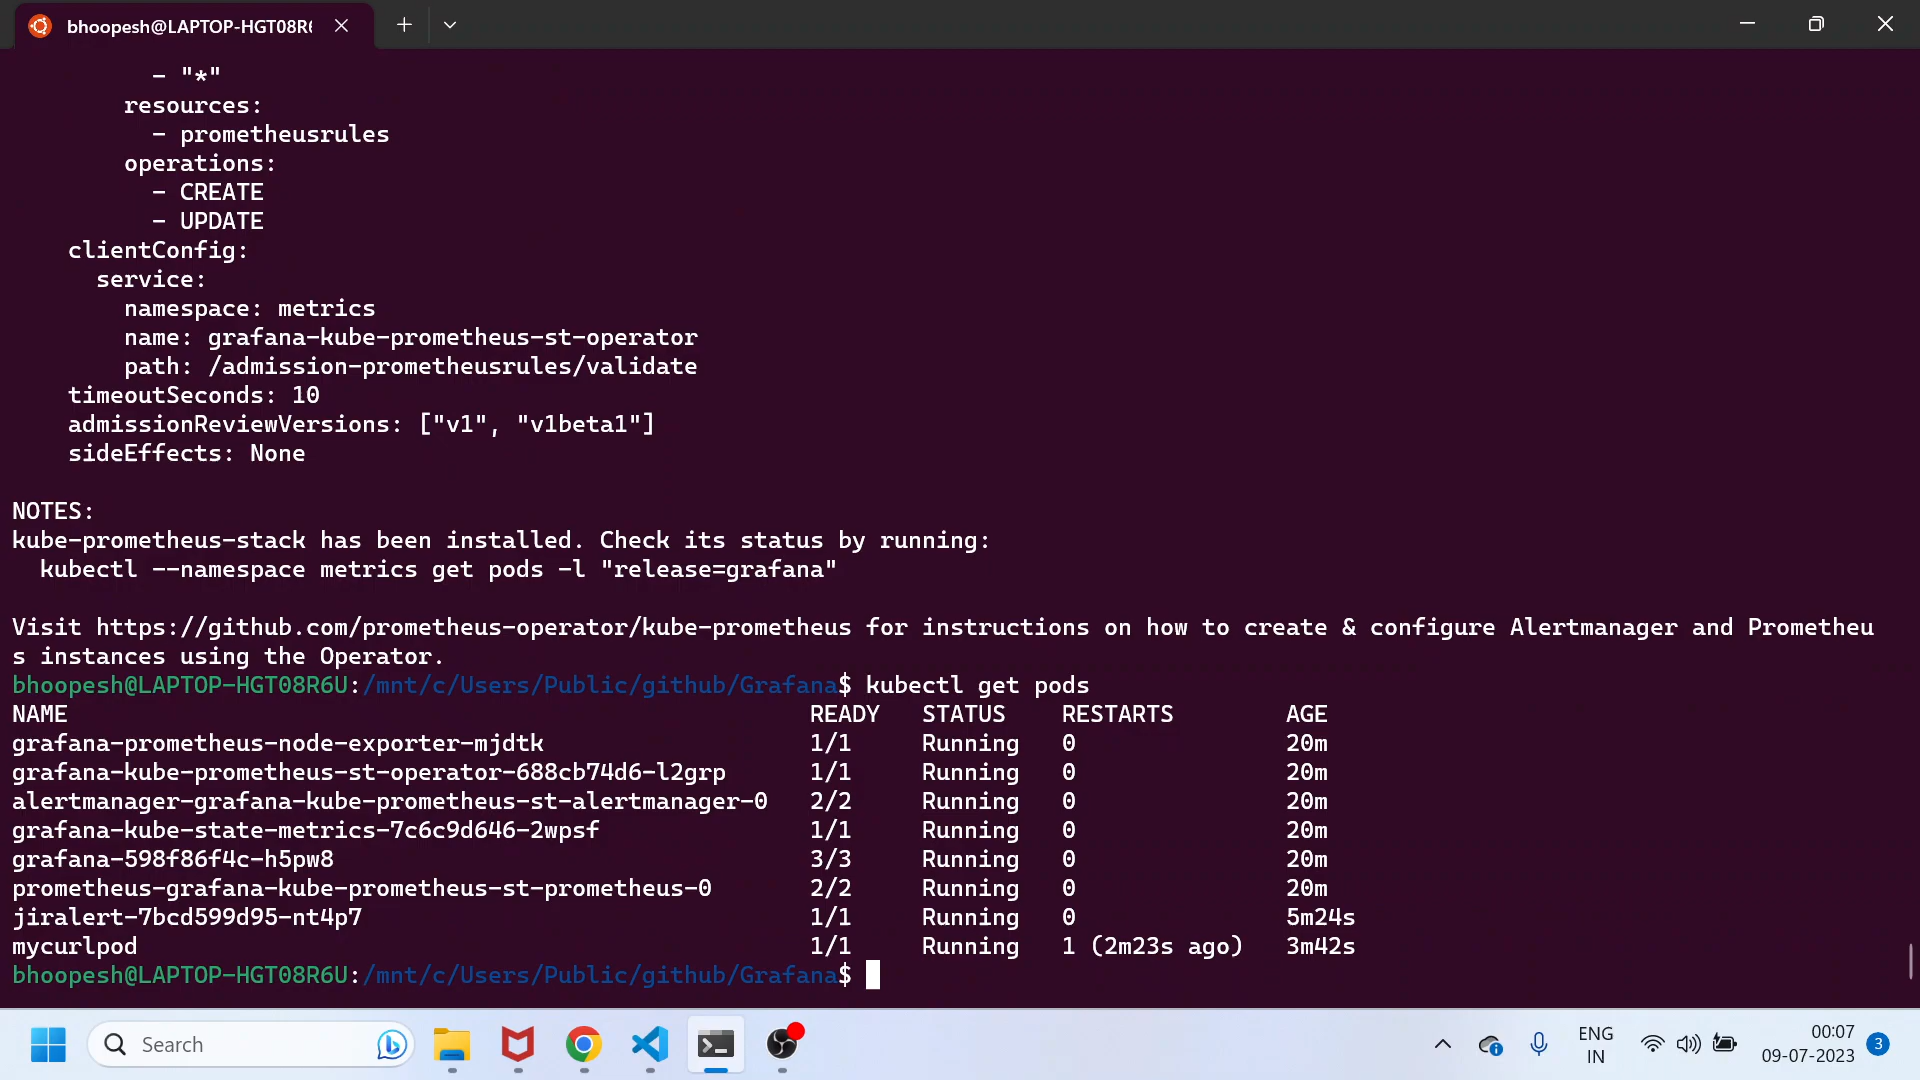 bhoopesh@LAPTOP-HGT08R6
- "*"
resources:
- prometheusrules
operations:
- CREATE
- UPDATE
clientConfig:
service:
namespace: metrics
name: grafana-kube-prometheus-st-operator
path: /admission-prometheusrules/validate
timeoutSeconds: 10
admissionReviewVersions: ["v1", "v1beta1"]
sideEffects: None
NOTES:
kube-prometheus-stack has been installed. Check its status by running:
kubectl --namespace metrics get pods -l "release=grafana"
Visit https://github.com/prometheus-operator/kube-prometheus for instructions on how to create & configure Alertmanager and Prometheu
s instances using the Operator.
bhoopesh@LAPTOP-HGT08R6U:/mnt/c/Users/Public/github/Grafana$ kubectl get pods
NAME READY STATUS RESTARTS AGE
grafana-prometheus-node-exporter-mjdtk 1/1 Running 0 20m
grafana-kube-prometheus-st-operator-688cb74d6-l2grp 1/1 Running 0 20m
alertmanager-grafana-kube-prometheus-st-alertmanager-0 2/2 Running 0 20m
grafana-kube-state-metrics-7c6c9d646-2wpsf 1/1 Running 0 20m
grafana-598f86f4c-h5pw8 3/3 Running 0 20m
prometheus-grafana-kube-prometheus-st-prometheus-0 2/2 Running 0 20m
jiralert-7bcd599d95-nt4p7 1/1 Running 0 5m24s
mycurlpod 1/1 Running 1 (2m23s ago) 3m42s
bhoopesh@LAPTOP-HGT08R6U:/mnt/c/Users/Public/github/Grafana$
Search
ENG
IN
00:07
09-07-2023
3